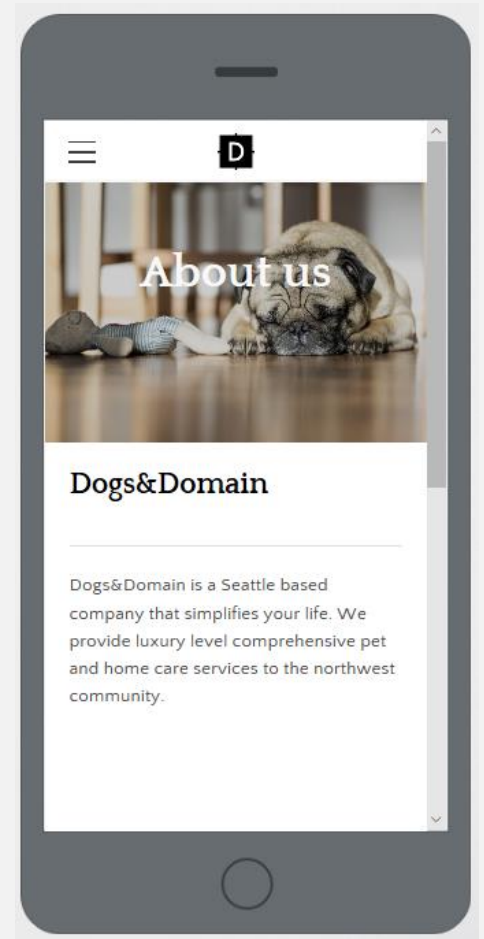 D
About us
Dogs&Domain
Dogs&Domain is a Seattle based
company that simplifies your life. We
provide luxury level comprehensive pet
and home care services to the northwest
community.